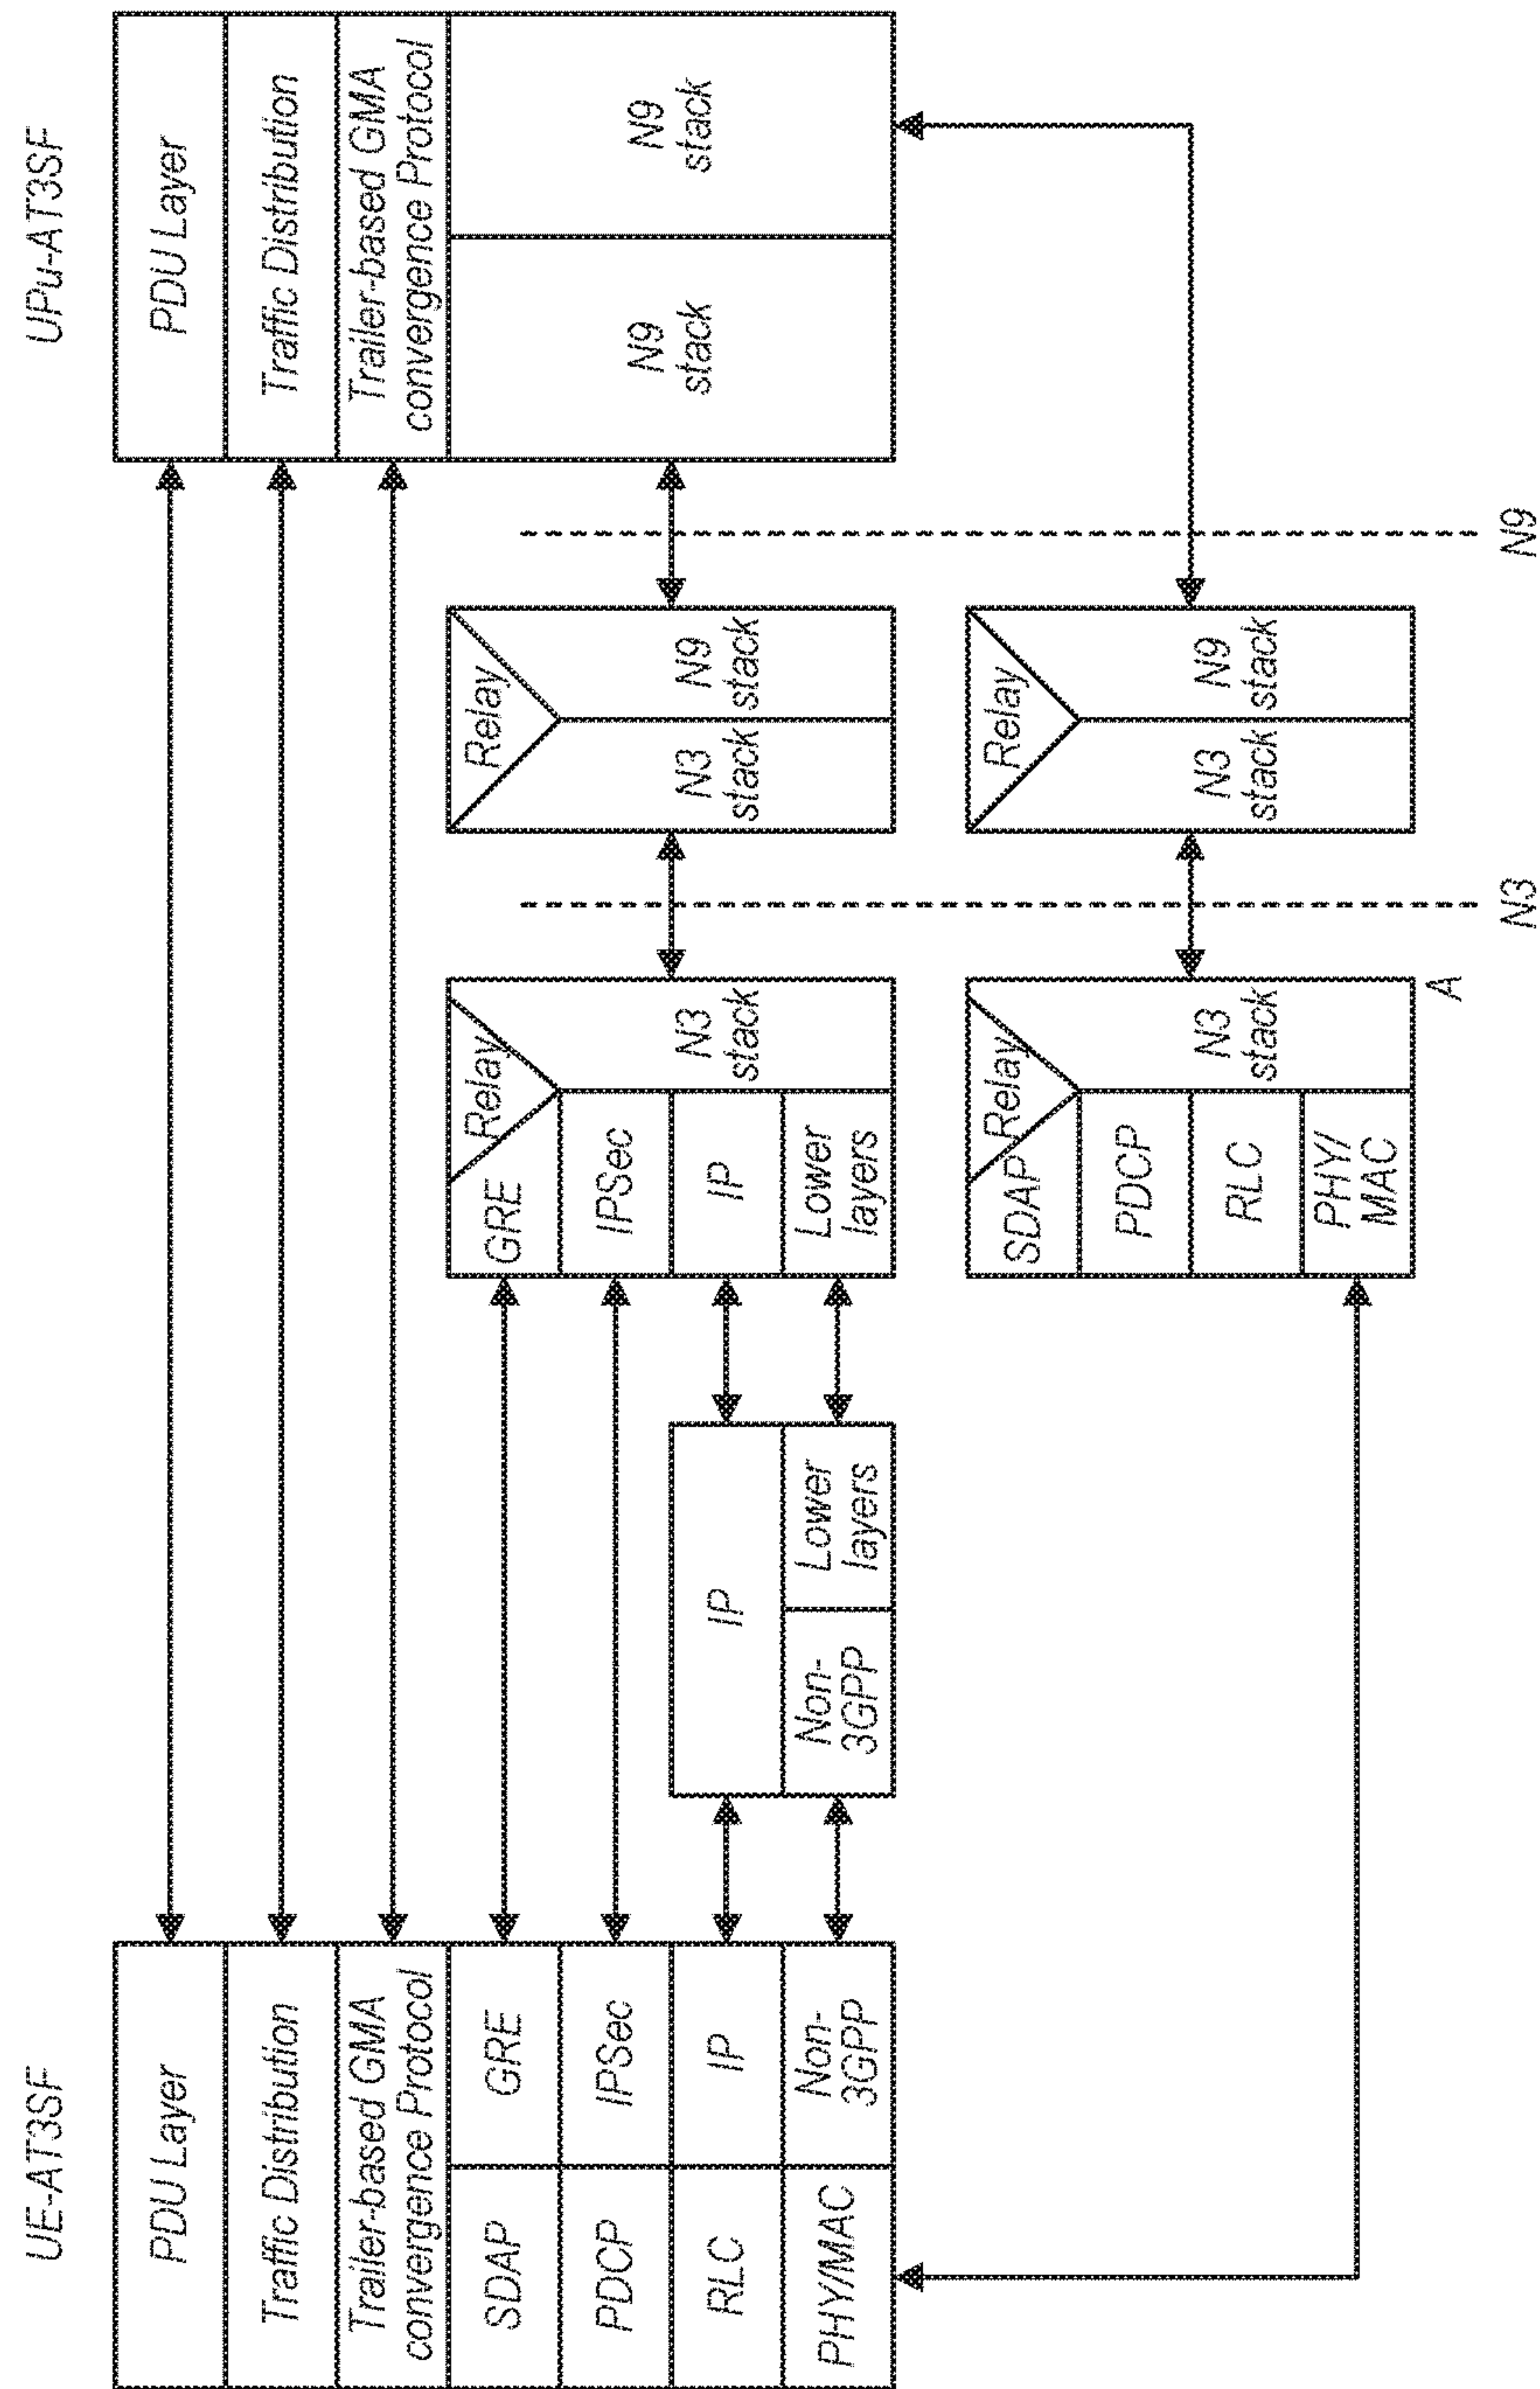 UE-AT3SF
PDU Layer
Traffic Distribution
Trailer-based GMA
convergence Protocol
SDAP
GRE
PDCP
IPSec
RLC
IP
PHY/MAC
Non-
3GPP
IP
Non-
3GPP
Lower
layers
GRE
Relay
IPSec
IP
Lower
layers
N3
stack
SDAP
Relay
PDCP
RLC
PHY/
MAC
N3
stack
A
N3
Relay
N3
stack
N9
stack
Relay
N3
stack
N9
stack
N9
UPu-AT3SF
PDU Layer
Traffic Distribution
Trailer-based GMA
convergence Protocol
N9
stack
N9
stack